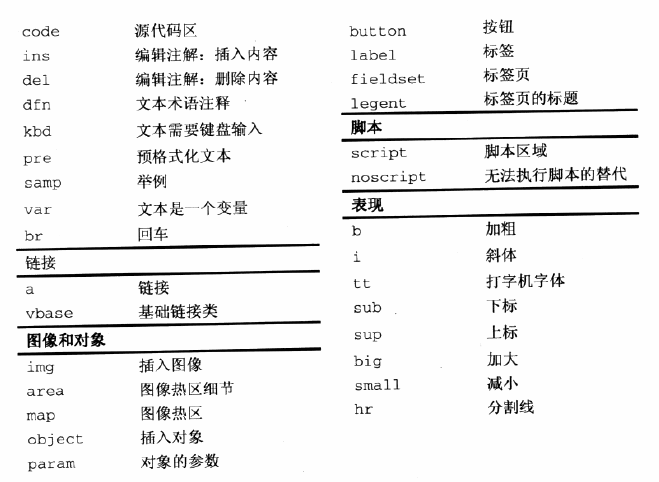 code 源代码区
ins 编辑注解：插入内容
del 编辑注解：删除内容
dfn 文本术语注释
kbd 文本需要键盘输入
pre 预格式化文本
samp 举例
var 文本是一个变量
br 回车
链接
a 链接
vbase 基础链接类
图像和对象
img 插入图像
area 图像热区细节
map 图像热区
object 插入对象
param 对象的参数
button 按钮
label 标签
fieldset 标签页
legent 标签页的标题
脚本
script 脚本区域
noscript 无法执行脚本的替代
表现
b 加粗
i 斜体
tt 打字机字体
sub 下标
sup 上标
big 加大
small 减小
hr 分割线